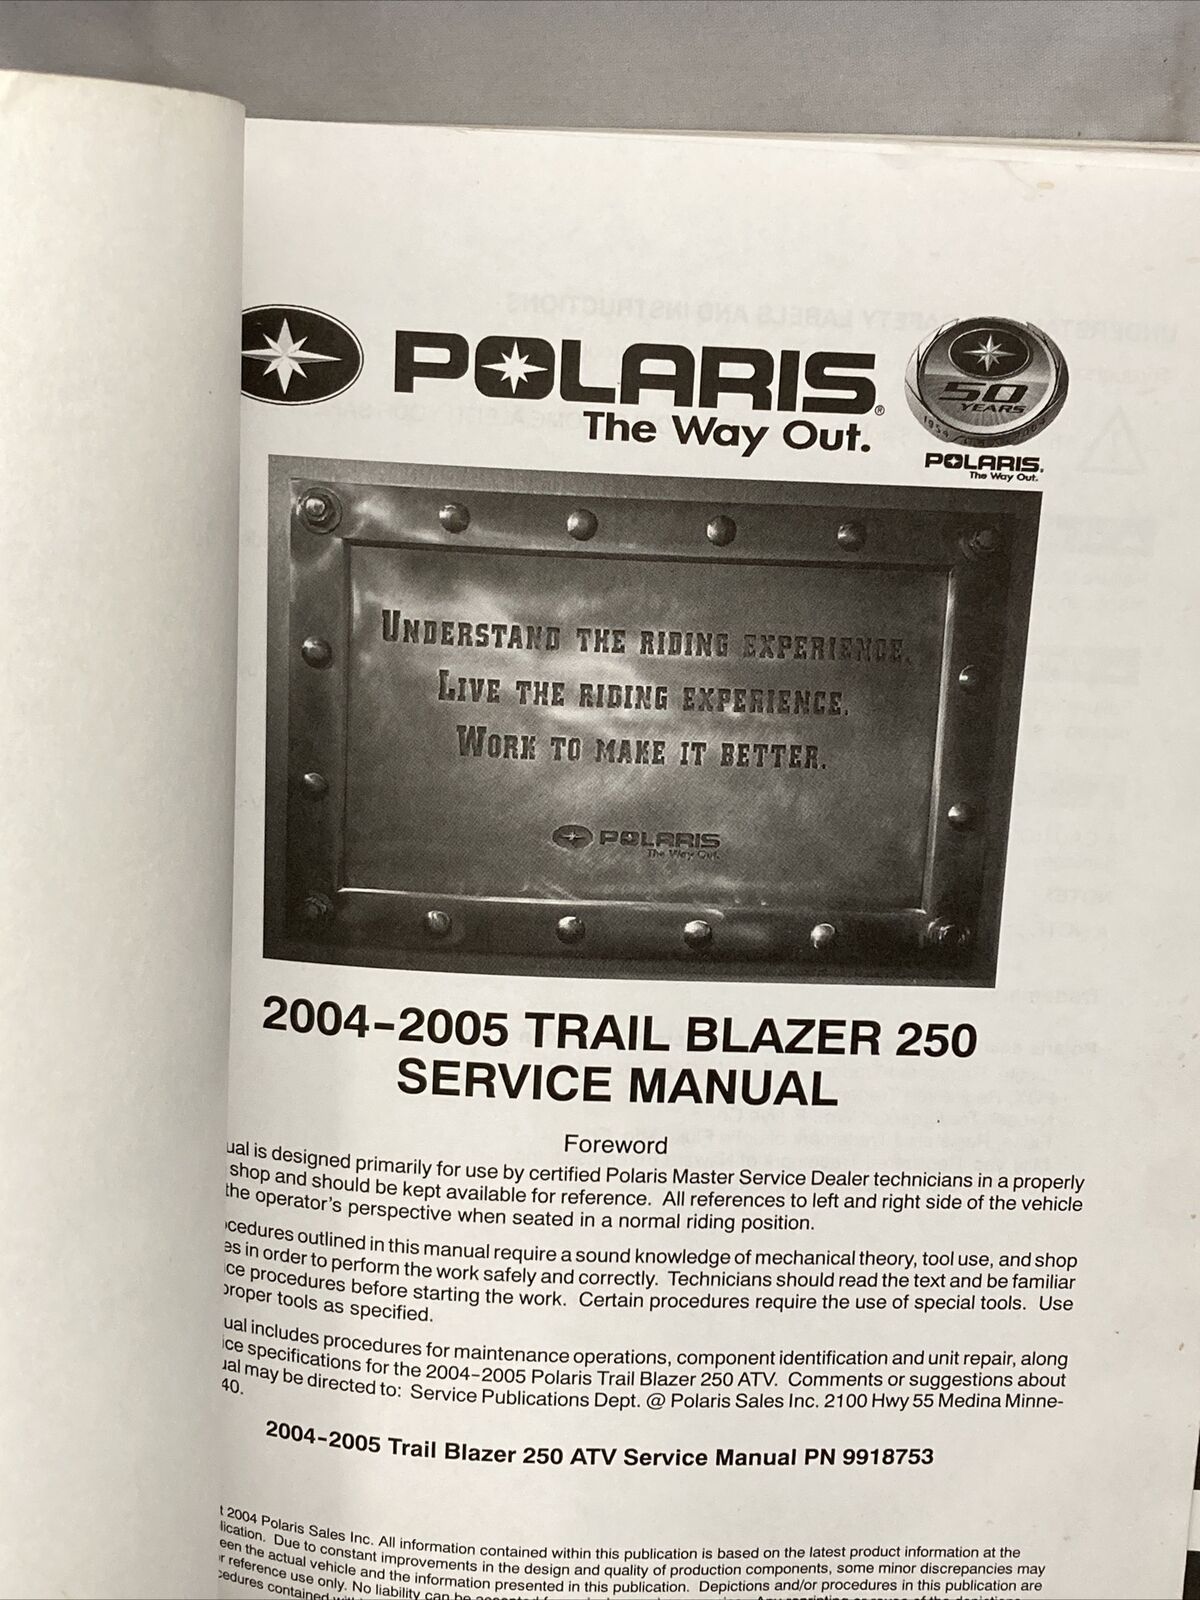 POLARIS®
The Way Out.
50
YEARS
POLARIS.
The Way Out.
UNDERSTAND THE RIDING EXPERIENCE.
LIVE THE RIDING EXPERIENCE.
WORK TO MAKE IT BETTER.
POLARIS
The Way Out.
2004-2005 TRAIL BLAZER 250
SERVICE MANUAL
Foreword
ual is designed primarily for use by certified Polaris Master Service Dealer technicians in a properly
shop and should be kept available for reference. All references to left and right side of the vehicle
the operator's perspective when seated in a normal riding position.
ocedures outlined in this manual require a sound knowledge of mechanical theory, tool use, and shop
es in order to perform the work safely and correctly. Technicians should read the text and be familiar
ice procedures before starting the work. Certain procedures require the use of special tools. Use
proper tools as specified.
ual includes procedures for maintenance operations, component identification and unit repair, along
ice specifications for the 2004-2005 Polaris Trail Blazer 250 ATV. Comments or suggestions about
ual may be directed to: Service Publications Dept. @ Polaris Sales Inc. 2100 Hwy 55 Medina Minne-
40.
2004-2005 Trail Blazer 250 ATV Service Manual PN 9918753
t 2004 Polaris Sales Inc. All information contained within this publication is based on the latest product information at the
lication. Due to constant improvements in the design and quality of production components, some minor discrepancies may
een the actual vehicle and the information presented in this publication. Depictions and/or procedures in this publication are
r reference use only. No liability can be
cedures contained